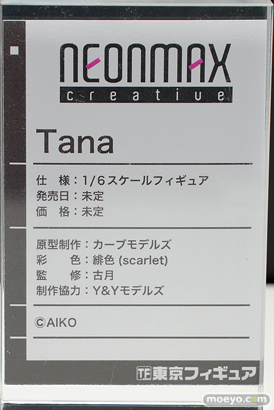 NEONMAX
creative
Tana
仕　様：1/6スケールフィギュア
発売日：未定
価　格：未定
原型制作：カーブモデルズ
彩　　色：緋色 (scarlet)
監　　修：古月
制作協力：Y&Yモデルズ
©AIKO
TF 東京フィギュア
moeyo.com